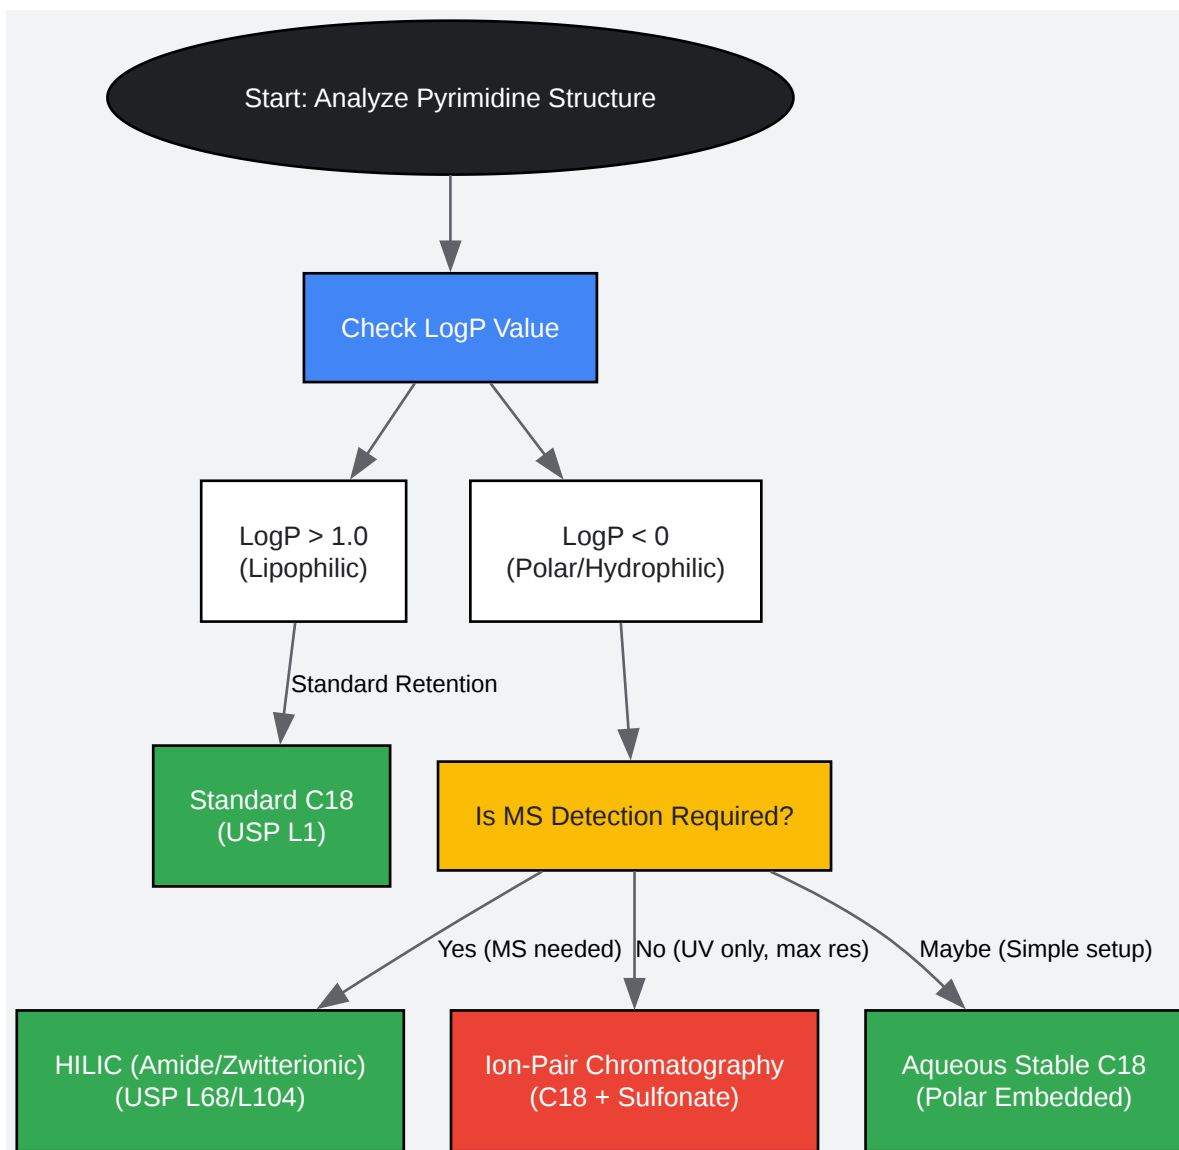 Start: Analyze Pyrimidine Structure
Check LogP Value
LogP > 1.0
(Lipophilic)
LogP < 0
(Polar/Hydrophilic)
Standard Retention
Standard C18
(USP L1)
Is MS Detection Required?
Yes (MS needed)
No (UV only, max res)
Maybe (Simple setup)
HILIC (Amide/Zwitterionic)
(USP L68/L104)
Ion-Pair Chromatography
(C18 + Sulfonate)
Aqueous Stable C18
(Polar Embedded)